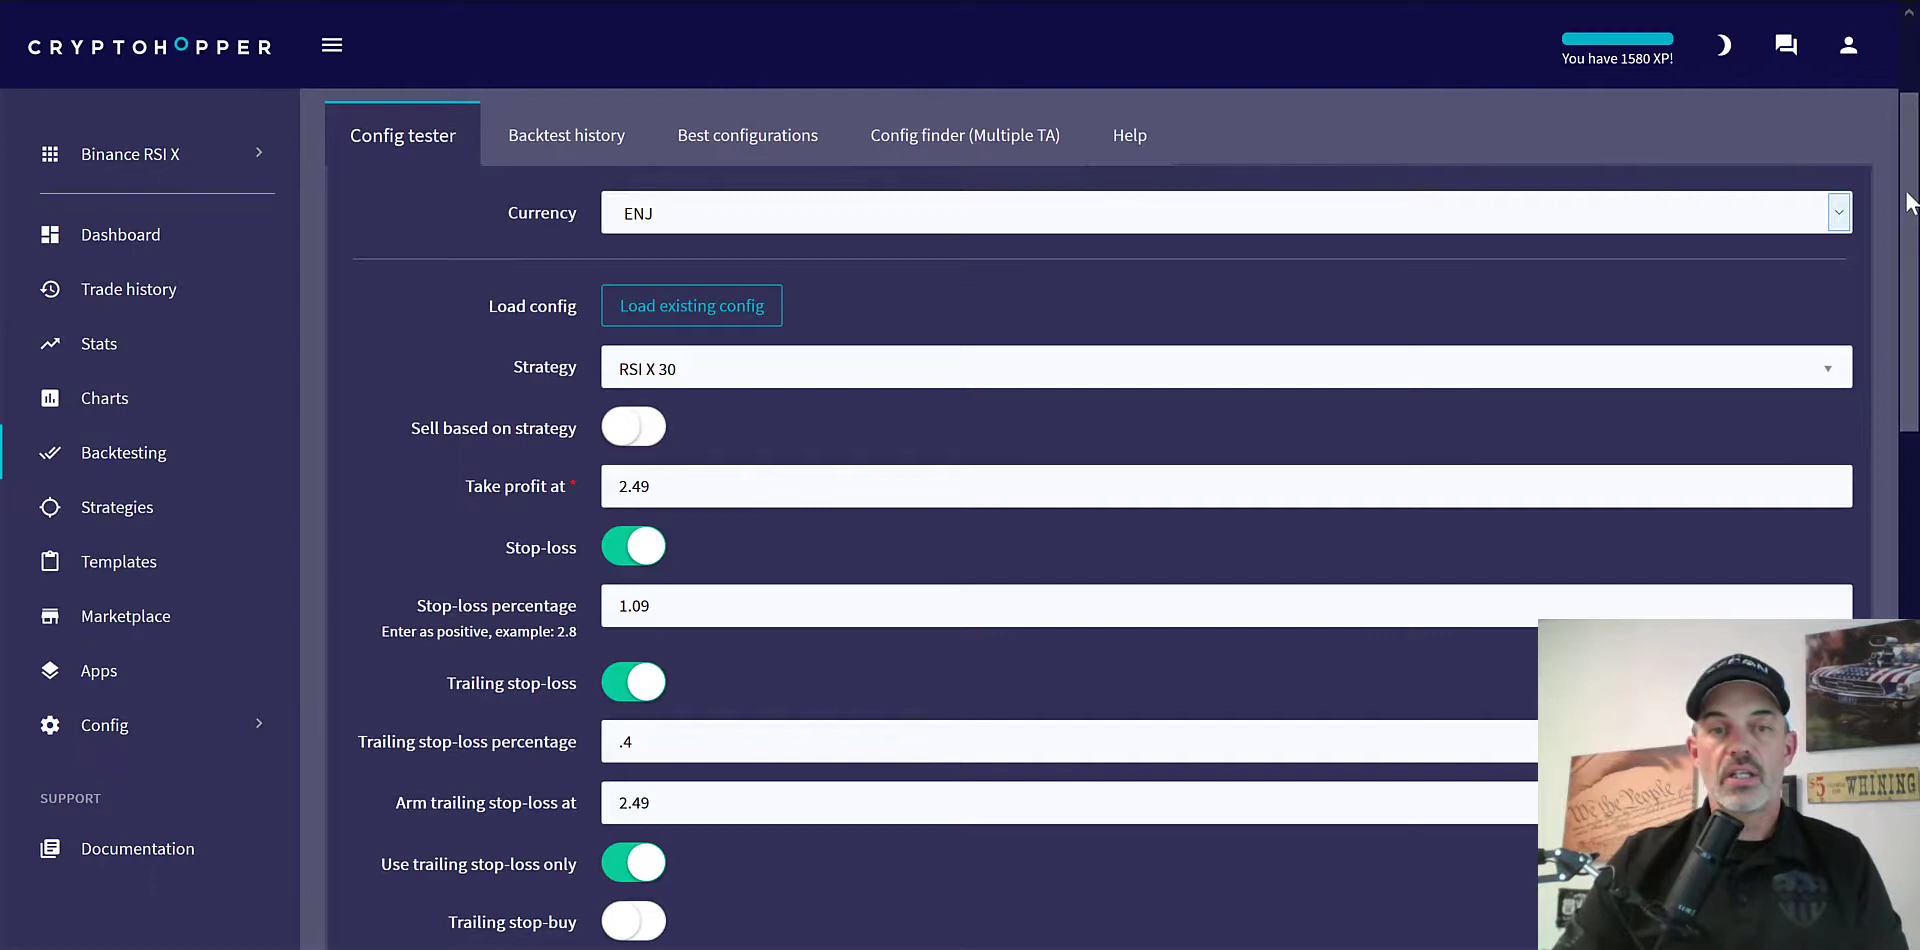 CRYPTOHOPPER
You have 1580 XP!
Binance RSI X
Dashboard
Trade history
Stats
Charts
Backtesting
Strategies
Templates
Marketplace
Apps
Config
SUPPORT
Documentation
Config tester
Backtest history
Best configurations
Config finder (Multiple TA)
Help
Currency
ENJ
Load config
Load existing config
Strategy
RSI X 30
Sell based on strategy
Take profit at *
2.49
Stop-loss
Stop-loss percentage
Enter as positive, example: 2.8
1.09
Trailing stop-loss
Trailing stop-loss percentage
.4
Arm trailing stop-loss at
2.49
Use trailing stop-loss only
Trailing stop-buy
We the People
$5
WHINING